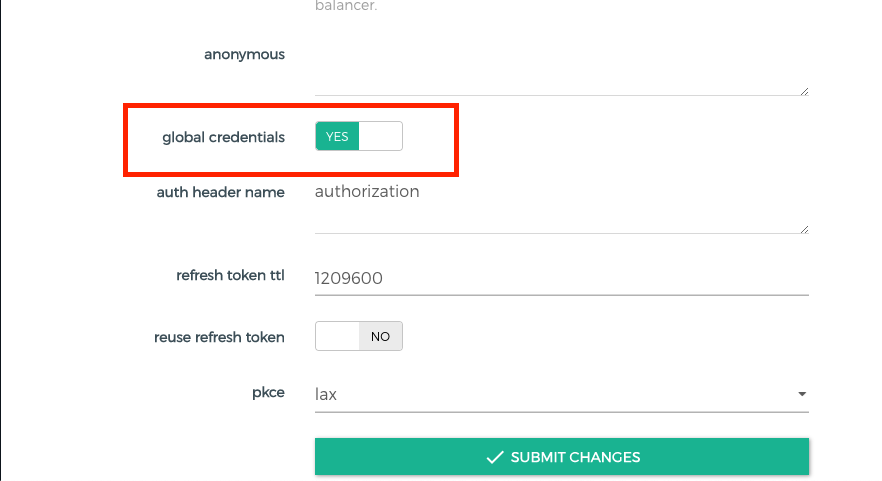 balancer.
anonymous
global credentials YES
auth header name authorization
refresh token ttl 1209600
reuse refresh token NO
pkce lax
SUBMIT CHANGES